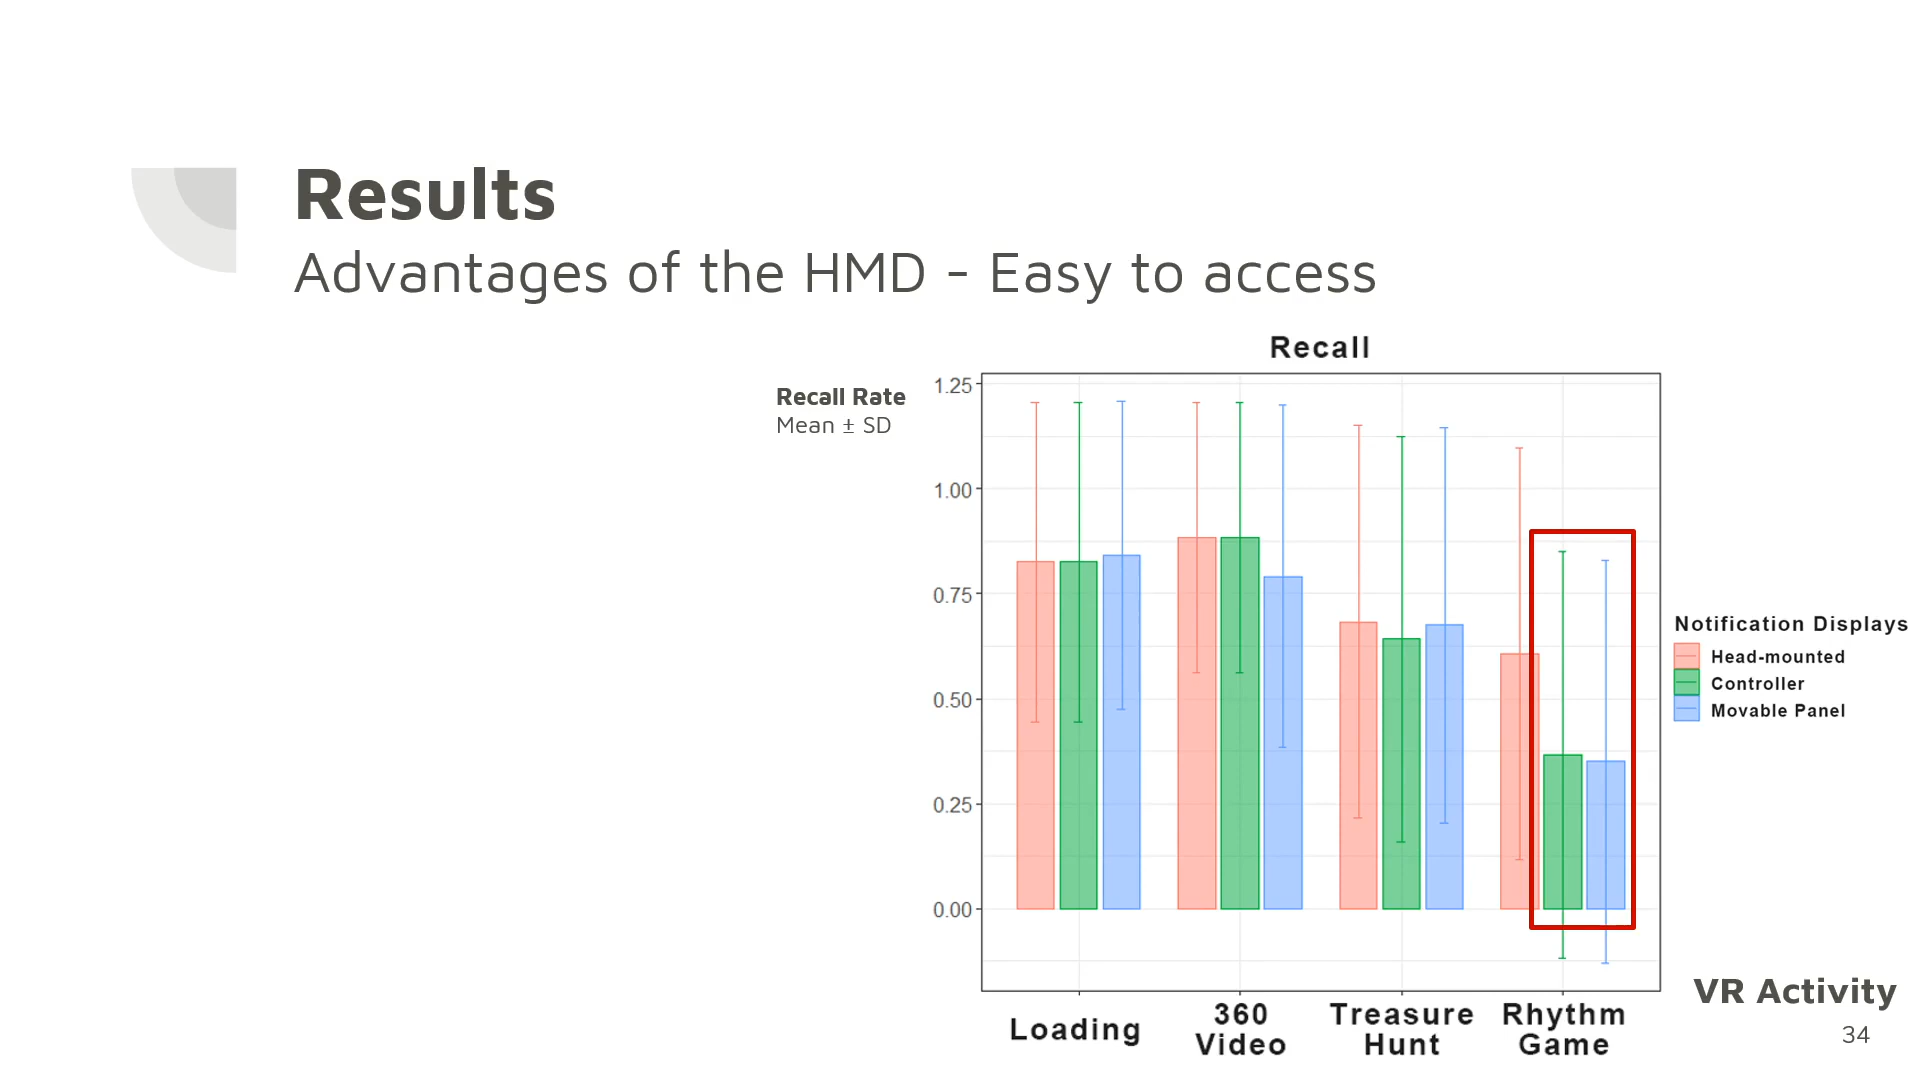 Results
Advantages of the HMD - Easy to access
Recall
Recall Rate
Mean ± SD
1.25
1.00
0.75
0.50
0.25
0.00
Notification Displays
Head-mounted
Controller
Movable Panel
Loading
360 Video
Treasure Hunt
Rhythm Game
VR Activity
34